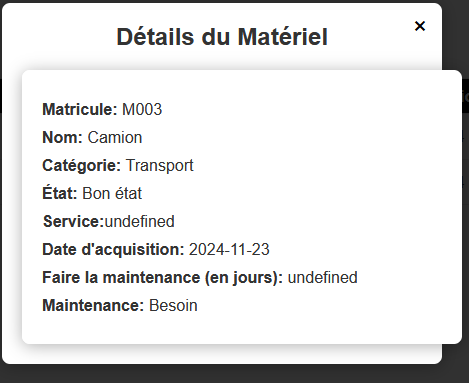 ×
Détails du Matériel
Matricule: M003
Nom: Camion
Catégorie: Transport
État: Bon état
Service:undefined
Date d'acquisition: 2024-11-23
Faire la maintenance (en jours): undefined
Maintenance: Besoin